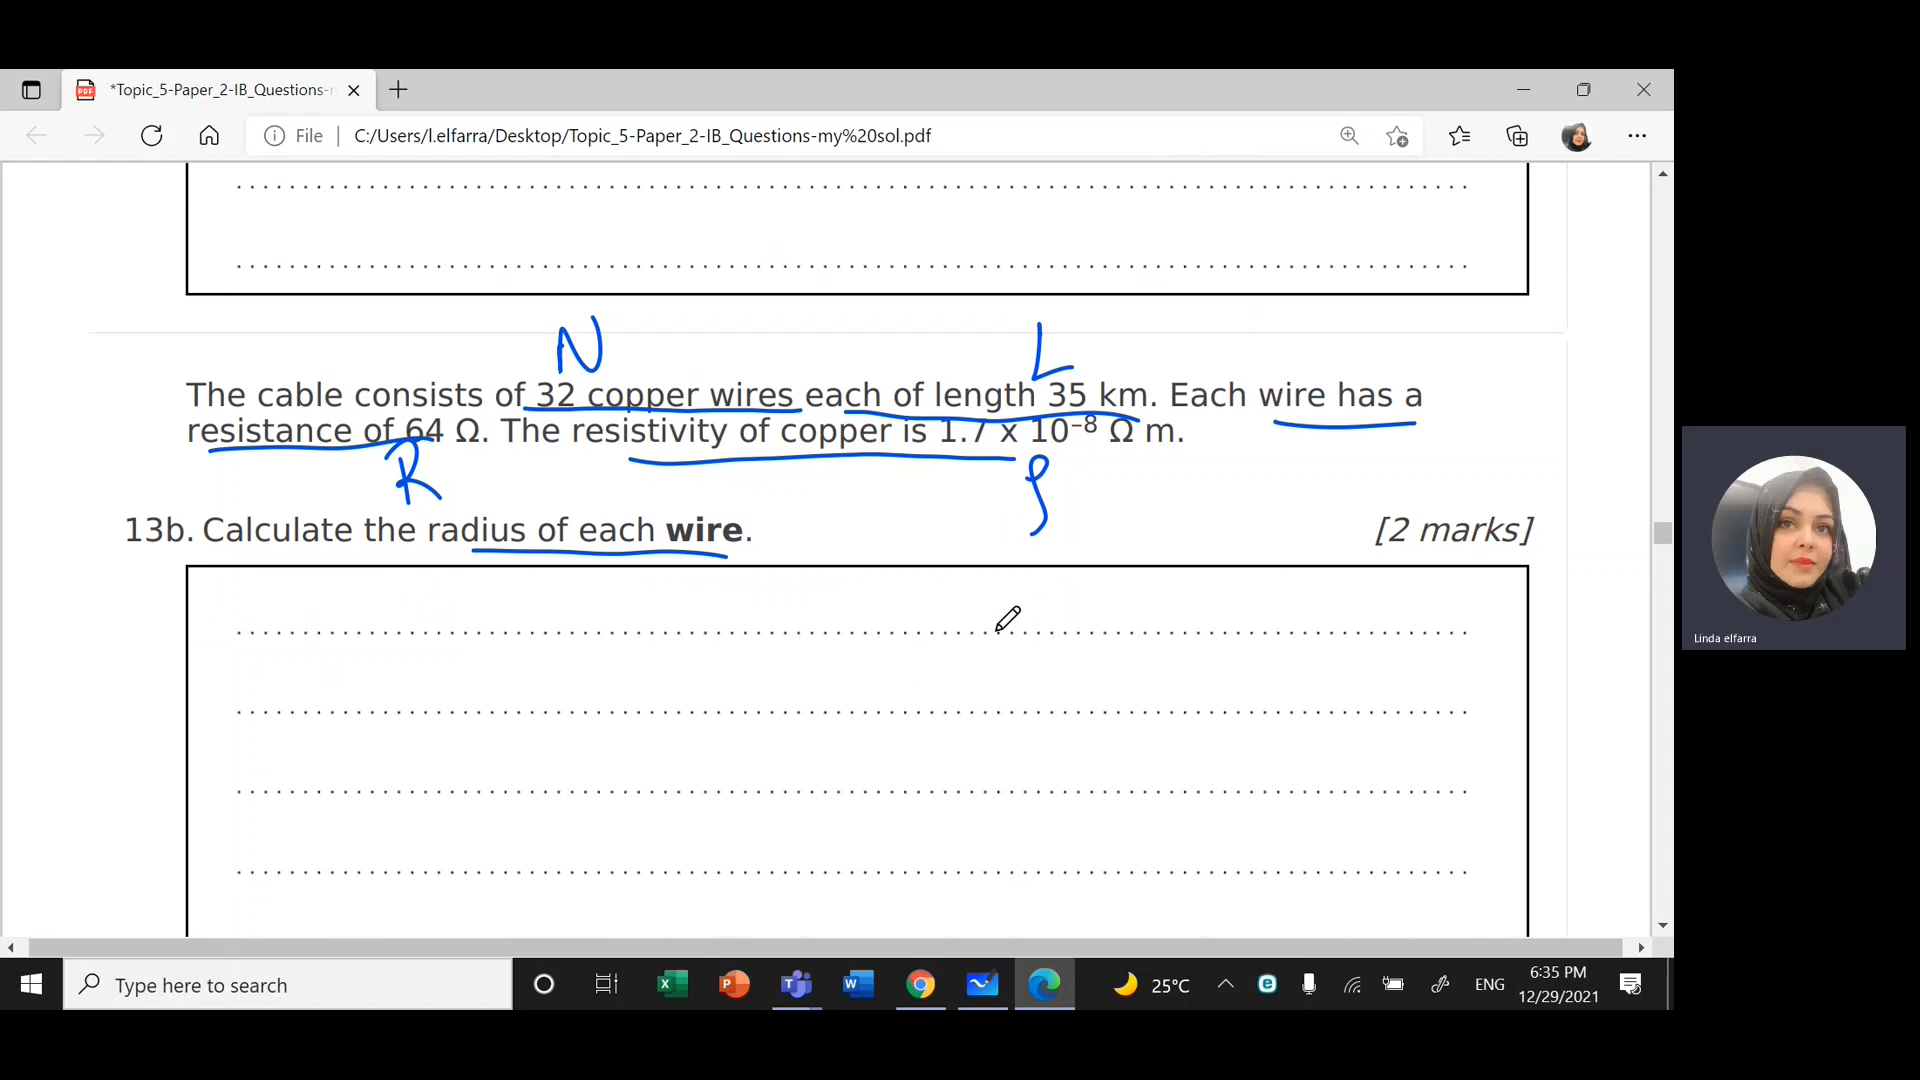 *Topic_5-Paper_2-IB_Questions-
File
C:/Users/l.elfarra/Desktop/Topic_5-Paper_2-IB_Questions-my%20sol.pdf
N
L
The cable consists of 32 copper wires each of length 35 km. Each wire has a
resistance of 64 Ω. The resistivity of copper is 1.7 x 10⁻⁸ Ω m.
R
ρ
13b. Calculate the radius of each wire.
[2 marks]
Linda elfarra
Type here to search
25°C
ENG
6:35 PM
12/29/2021